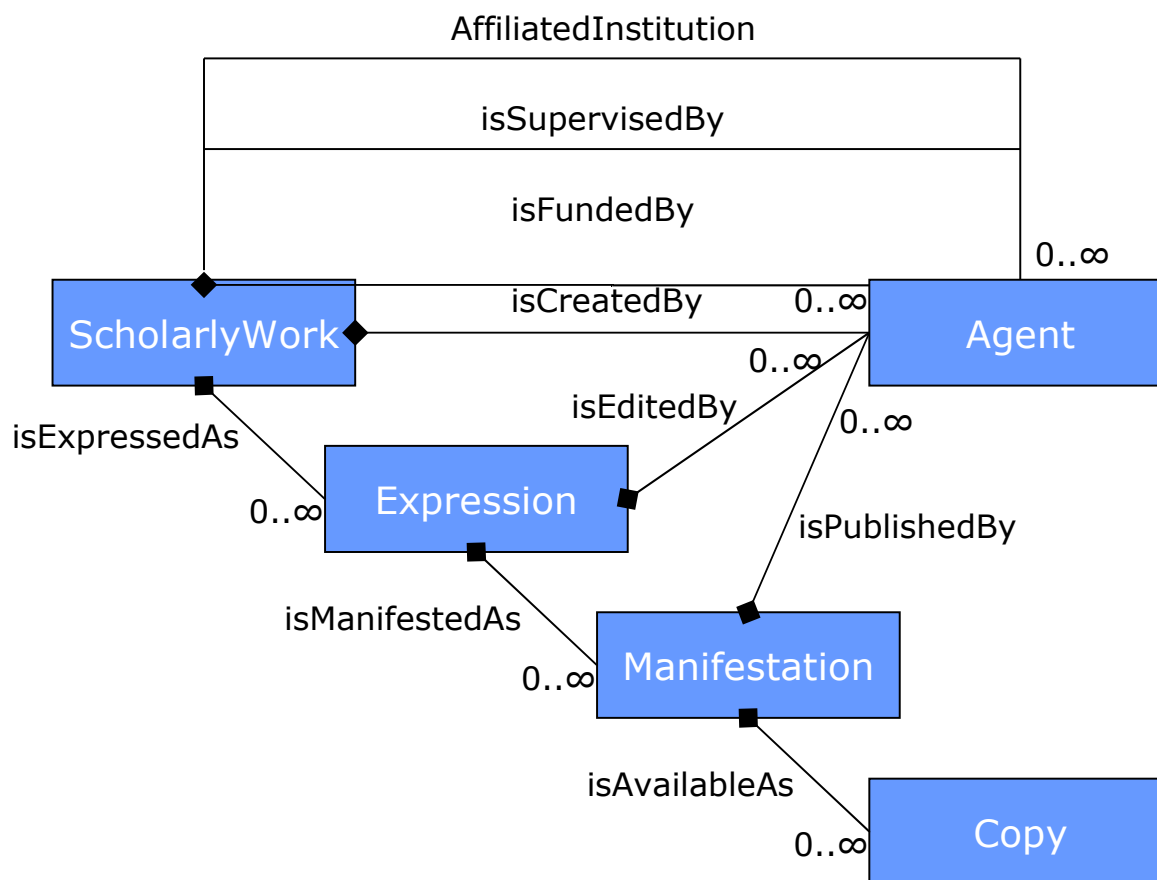 AffiliatedInstitution
isSupervisedBy
isFundedBy
0..∞
isCreatedBy
0..∞
ScholarlyWork
Agent
0..∞
isEditedBy
0..∞
isExpressedAs
0..∞
Expression
isPublishedBy
isManifestedAs
0..∞
Manifestation
isAvailableAs
0..∞
Copy